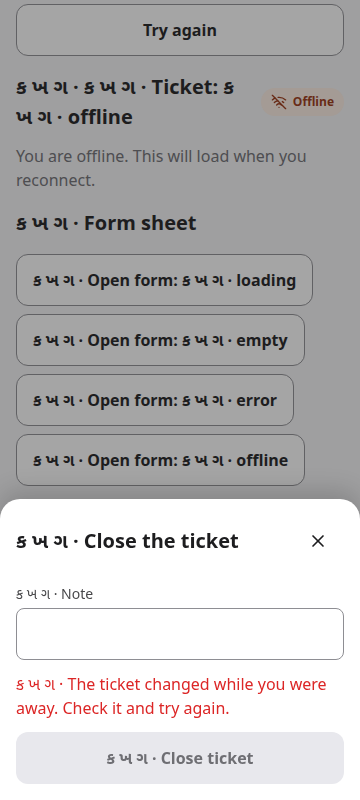 Try again
ક ખ ગ · ક ખ ગ · Ticket: ક
ખ ગ · offline
Offline
You are offline. This will load when you
reconnect.
ક ખ ગ · Form sheet
ક ખ ગ · Open form: ક ખ ગ · loading
ક ખ ગ · Open form: ક ખ ગ · empty
ક ખ ગ · Open form: ક ખ ગ · error
ક ખ ગ · Open form: ક ખ ગ · offline
ક ખ ગ · Close the ticket
ક ખ ગ · Note
ક ખ ગ · The ticket changed while you were
away. Check it and try again.
ક ખ ગ · Close ticket